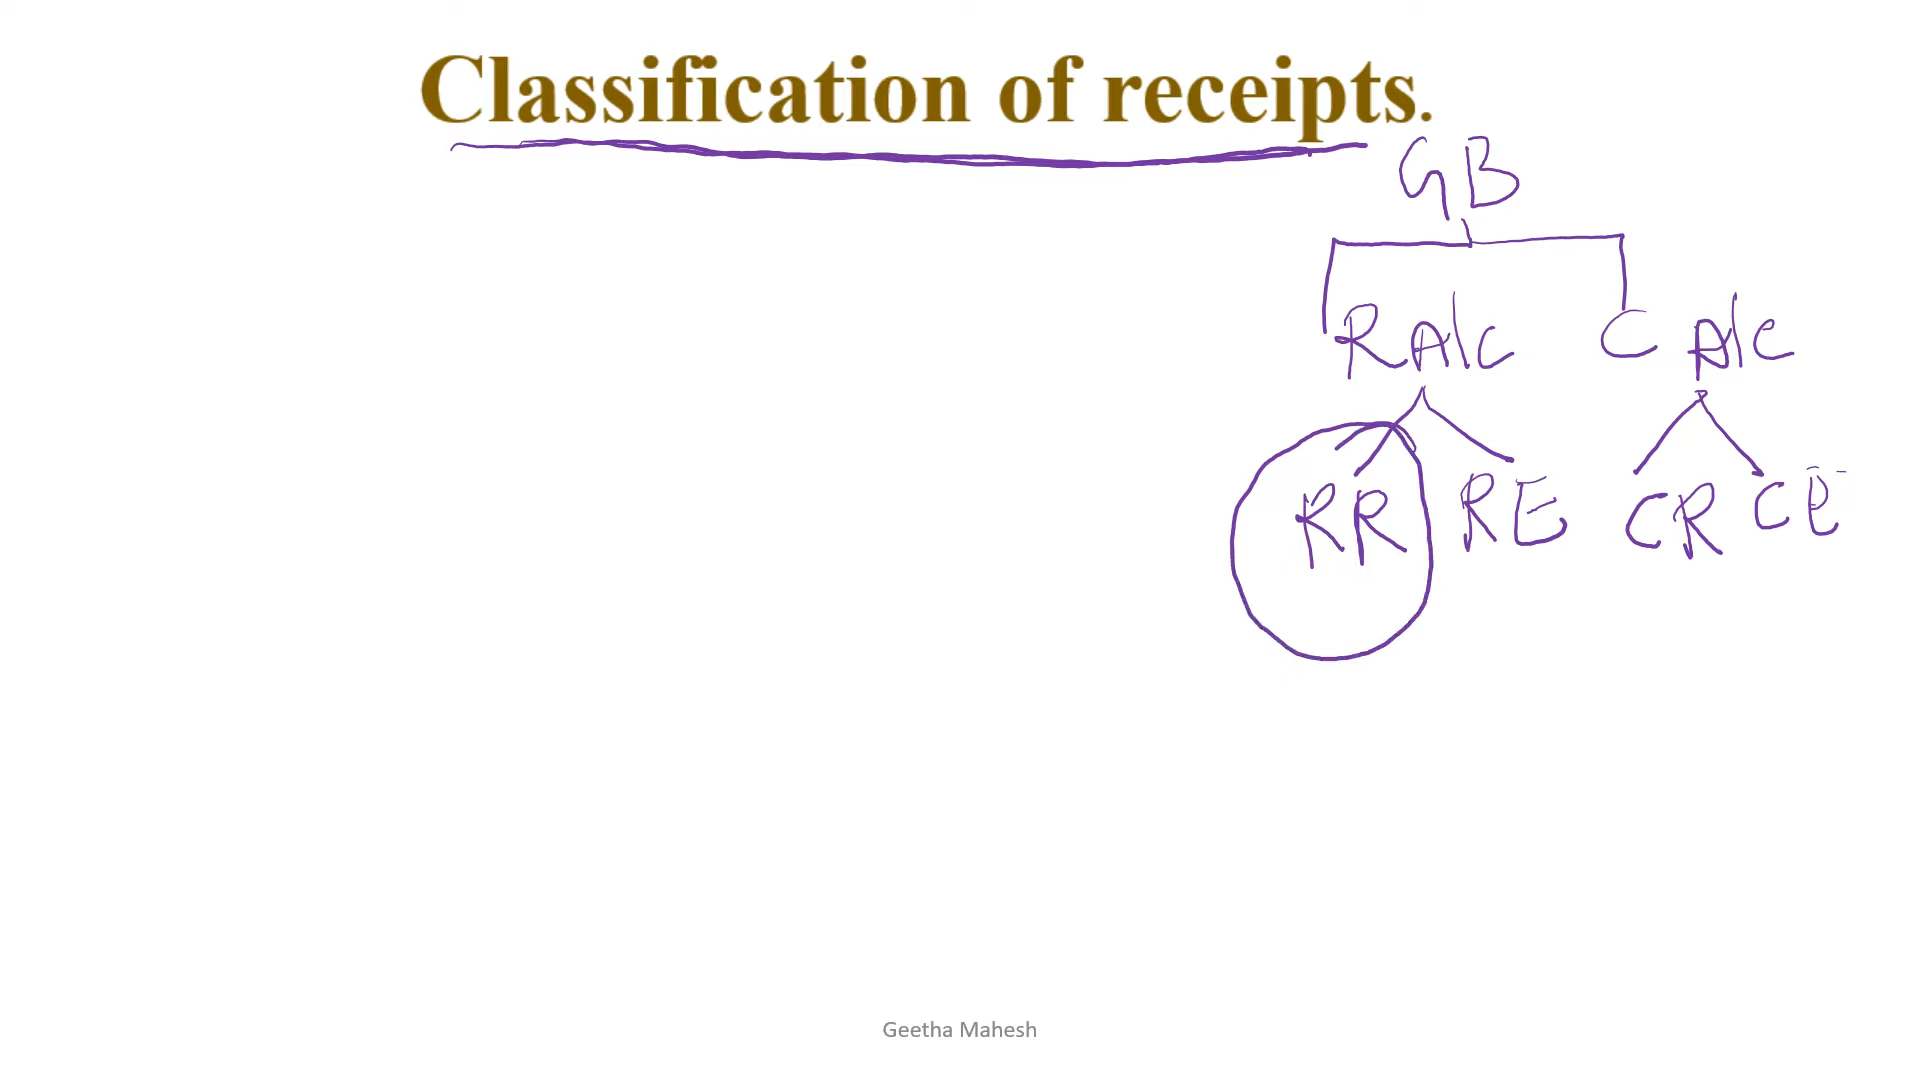 Classification of receipts.
GB
R A/c C A/c
RR RE CR CE
Geetha Mahesh